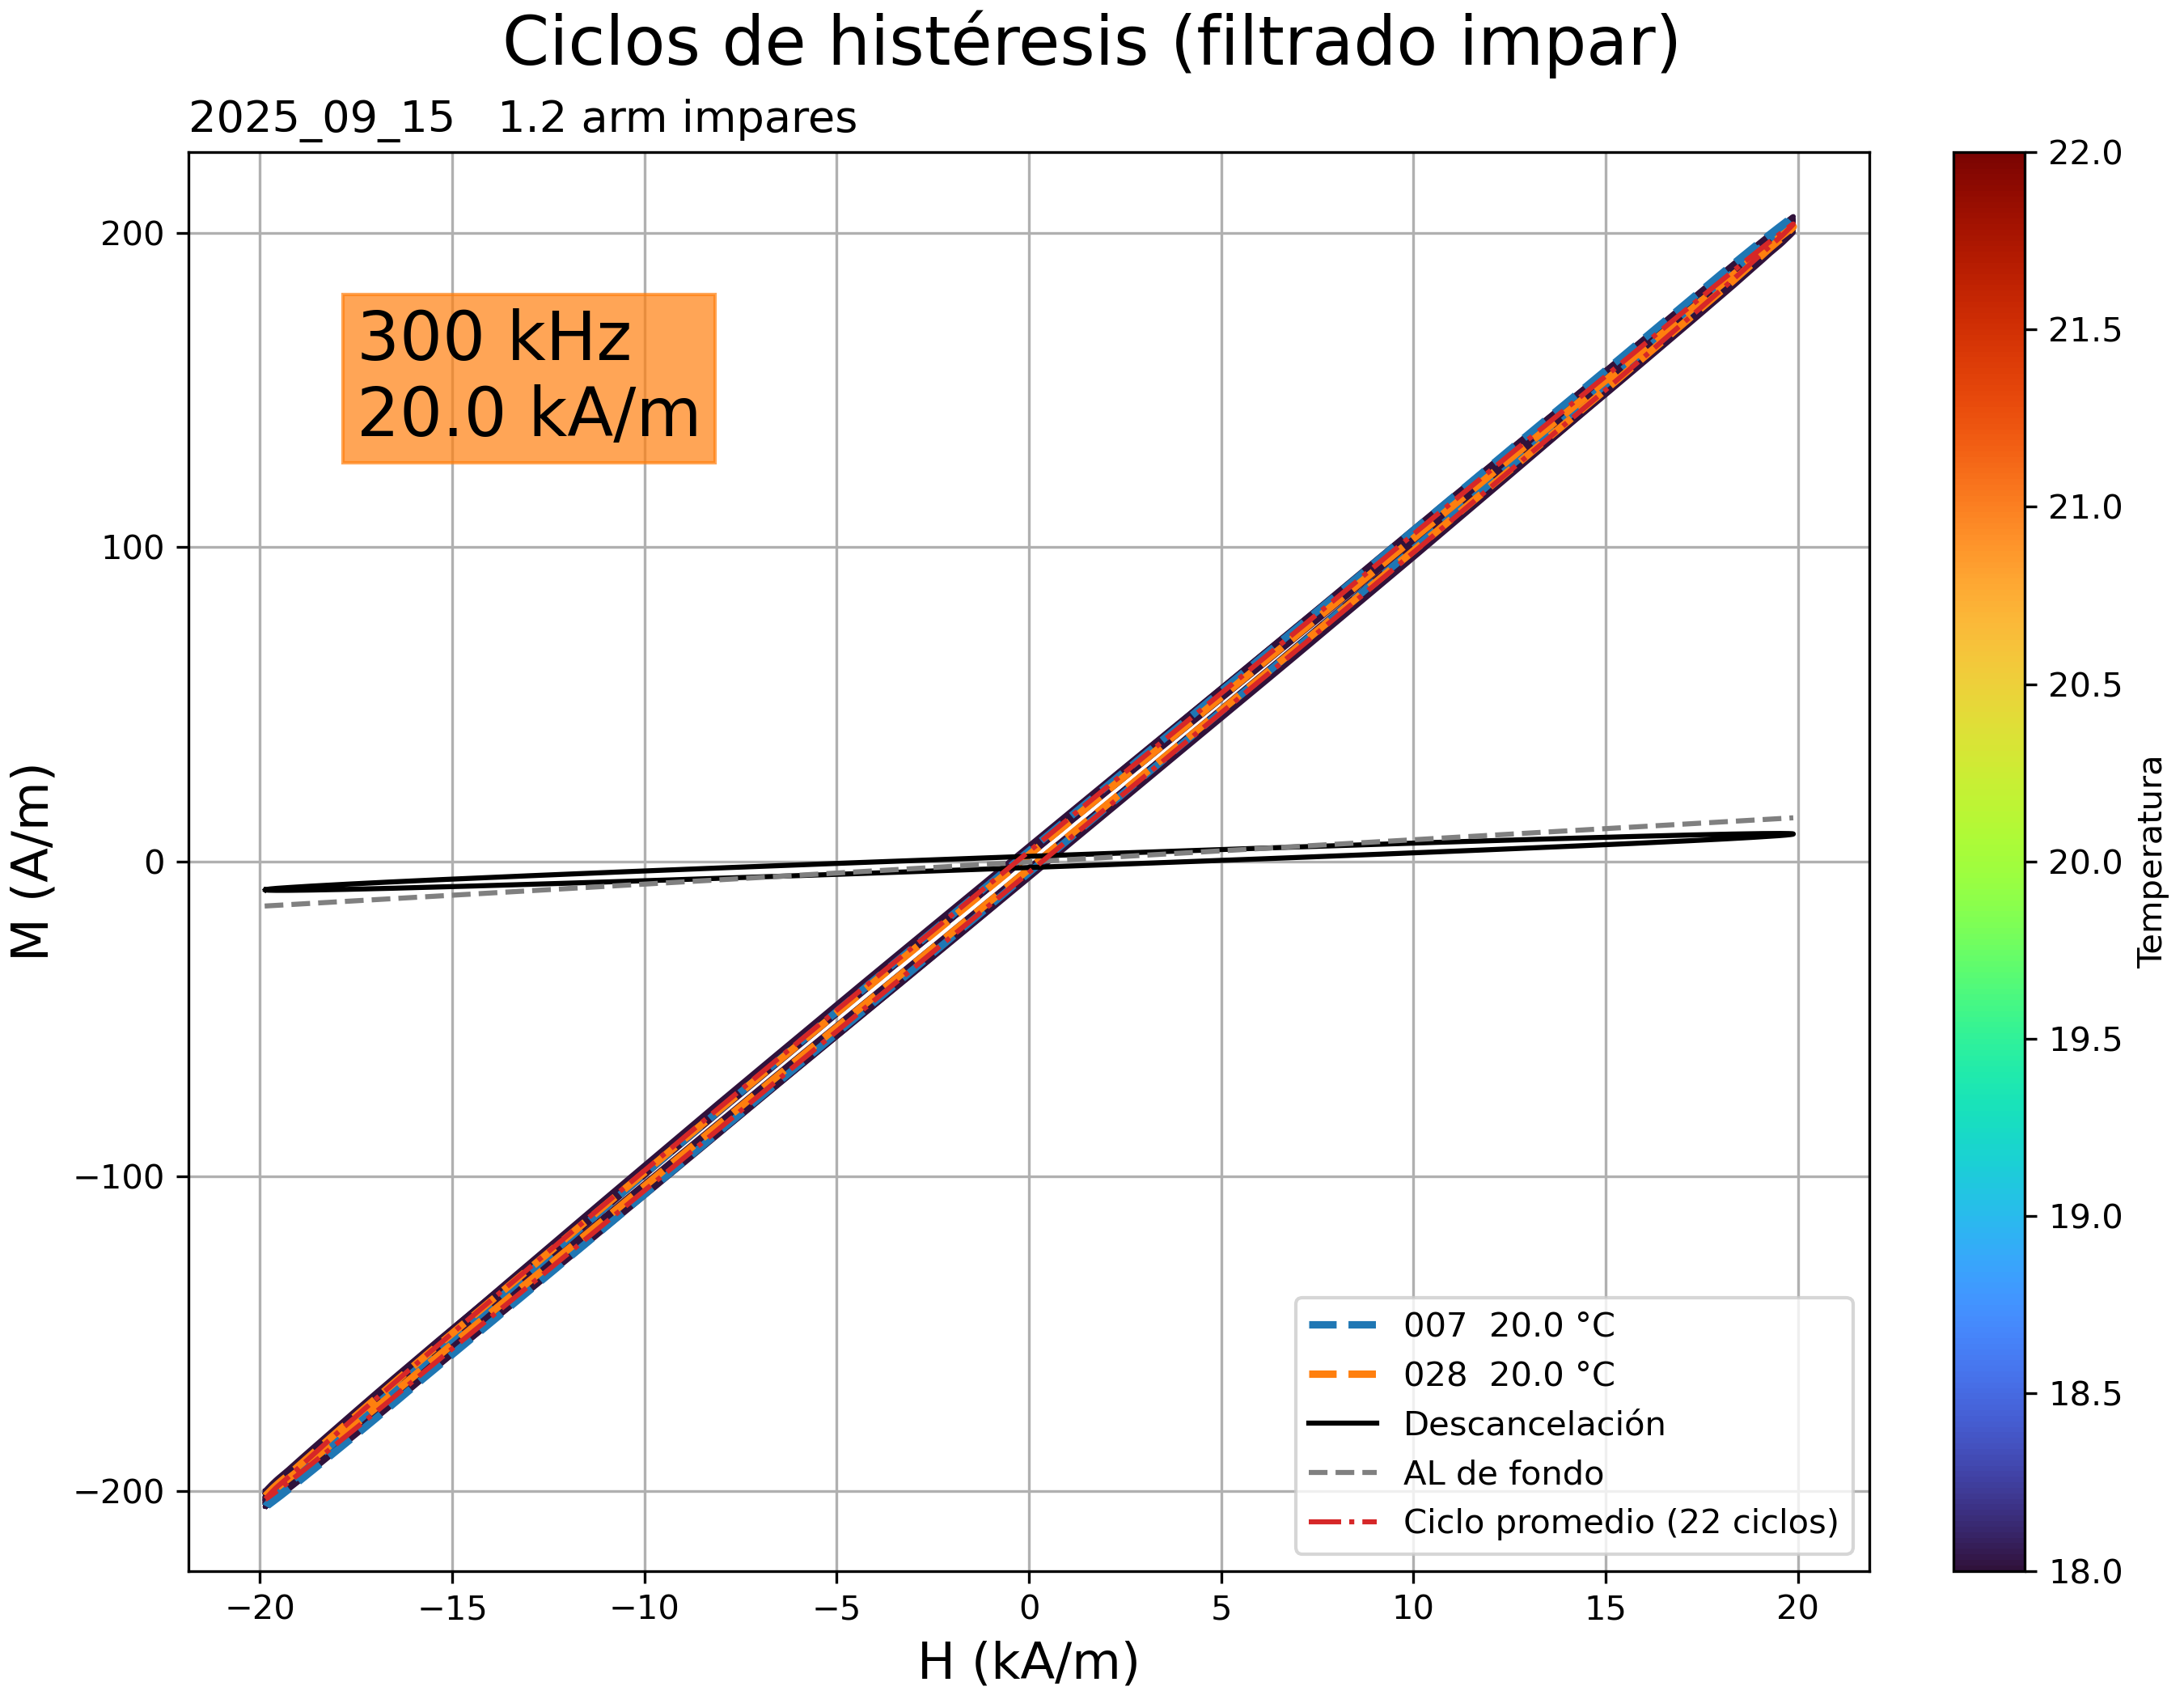 Ciclos de histéresis (filtrado impar)
2025_09_15   1.2 arm impares
300 kHz
20.0 kA/m
200
100
0
−100
−200
M (A/m)
−20
−15
−10
−5
0
5
10
15
20
H (kA/m)
007  20.0 °C
028  20.0 °C
Descancelación
AL de fondo
Ciclo promedio (22 ciclos)
22.0
21.5
21.0
20.5
20.0
19.5
19.0
18.5
18.0
Temperatura